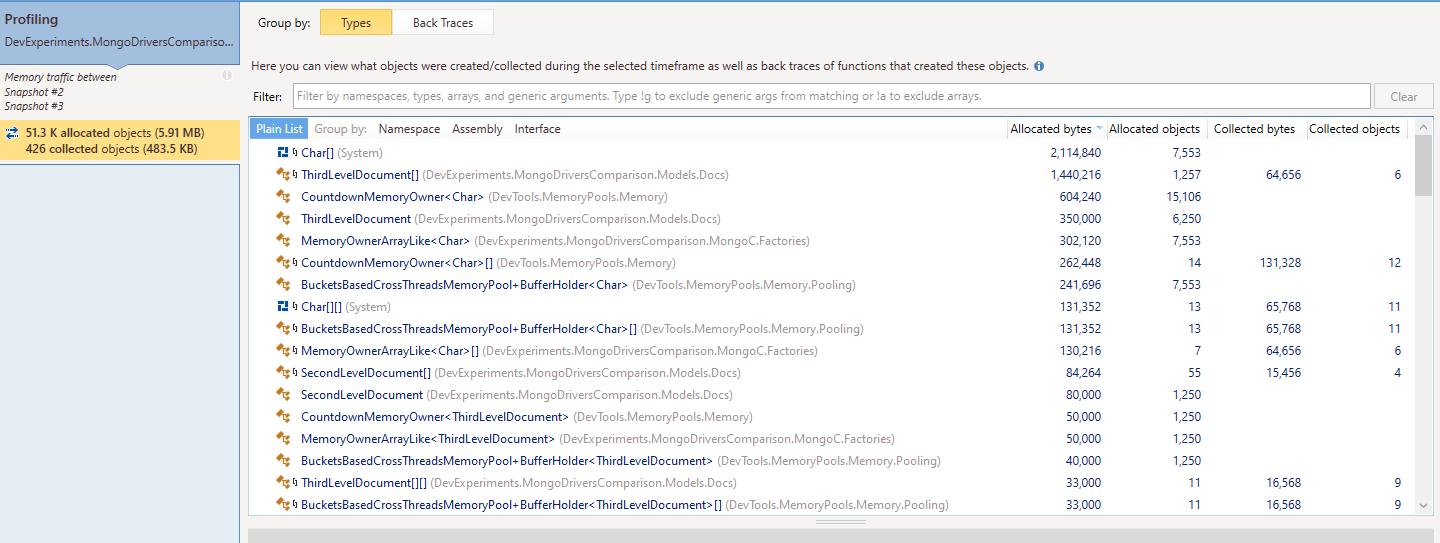 Profiling
DevExperiments.MongoDriversCompariso...
Memory traffic between
Snapshot #2
Snapshot #3
51.3 K allocated objects (5.91 MB)
426 collected objects (483.5 KB)
Group by: Types Back Traces
Here you can view what objects were created/collected during the selected timeframe as well as back traces of functions that created these objects.
Filter: Filter by namespaces, types, arrays, and generic arguments. Type !g to exclude generic args from matching or !a to exclude arrays. Clear
Plain List Group by: Namespace Assembly Interface Allocated bytes Allocated objects Collected bytes Collected objects
Char[] (System) 2,114,840 7,553
ThirdLevelDocument[] (DevExperiments.MongoDriversComparison.Models.Docs) 1,440,216 1,257 64,656 6
CountdownMemoryOwner<Char> (DevTools.MemoryPools.Memory) 604,240 15,106
ThirdLevelDocument (DevExperiments.MongoDriversComparison.Models.Docs) 350,000 6,250
MemoryOwnerArrayLike<Char> (DevExperiments.MongoDriversComparison.MongoC.Factories) 302,120 7,553
CountdownMemoryOwner<Char>[] (DevTools.MemoryPools.Memory) 262,448 14 131,328 12
BucketsBasedCrossThreadsMemoryPool+BufferHolder<Char> (DevTools.MemoryPools.Memory.Pooling) 241,696 7,553
Char[][] (System) 131,352 13 65,768 11
BucketsBasedCrossThreadsMemoryPool+BufferHolder<Char>[] (DevTools.MemoryPools.Memory.Pooling) 131,352 13 65,768 11
MemoryOwnerArrayLike<Char>[] (DevExperiments.MongoDriversComparison.MongoC.Factories) 130,216 7 64,656 6
SecondLevelDocument[] (DevExperiments.MongoDriversComparison.Models.Docs) 84,264 55 15,456 4
SecondLevelDocument (DevExperiments.MongoDriversComparison.Models.Docs) 80,000 1,250
CountdownMemoryOwner<ThirdLevelDocument> (DevTools.MemoryPools.Memory) 50,000 1,250
MemoryOwnerArrayLike<ThirdLevelDocument> (DevExperiments.MongoDriversComparison.MongoC.Factories) 50,000 1,250
BucketsBasedCrossThreadsMemoryPool+BufferHolder<ThirdLevelDocument> (DevTools.MemoryPools.Memory.Pooling) 40,000 1,250
ThirdLevelDocument[][] (DevExperiments.MongoDriversComparison.Models.Docs) 33,000 11 16,568 9
BucketsBasedCrossThreadsMemoryPool+BufferHolder<ThirdLevelDocument>[] (DevTools.MemoryPools.Memory.Pooling) 33,000 11 16,568 9